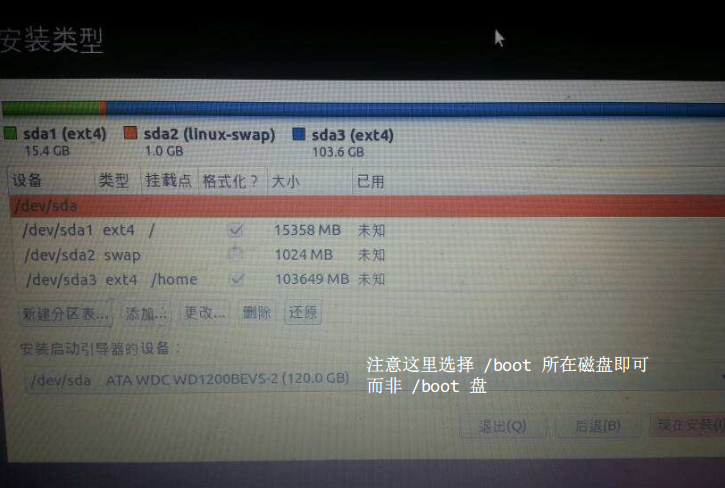 安装类型
sda1 (ext4) sda2 (linux-swap) sda3 (ext4)
15.4 GB 1.0 GB 103.6 GB
设备 类型 挂载点 格式化? 大小 已用
/dev/sda
/dev/sda1 ext4 / 15358 MB 未知
/dev/sda2 swap 1024 MB 未知
/dev/sda3 ext4 /home 103649 MB 未知
新建分区表... 添加... 更改... 删除 还原
安装启动引导器的设备:
注意这里选择 /boot 所在磁盘即可
/dev/sda ATA WDC WD1200BEVS-2 (120.0 GB)
而非 /boot 盘
退出(Q) 后退(B) 现在安装(I